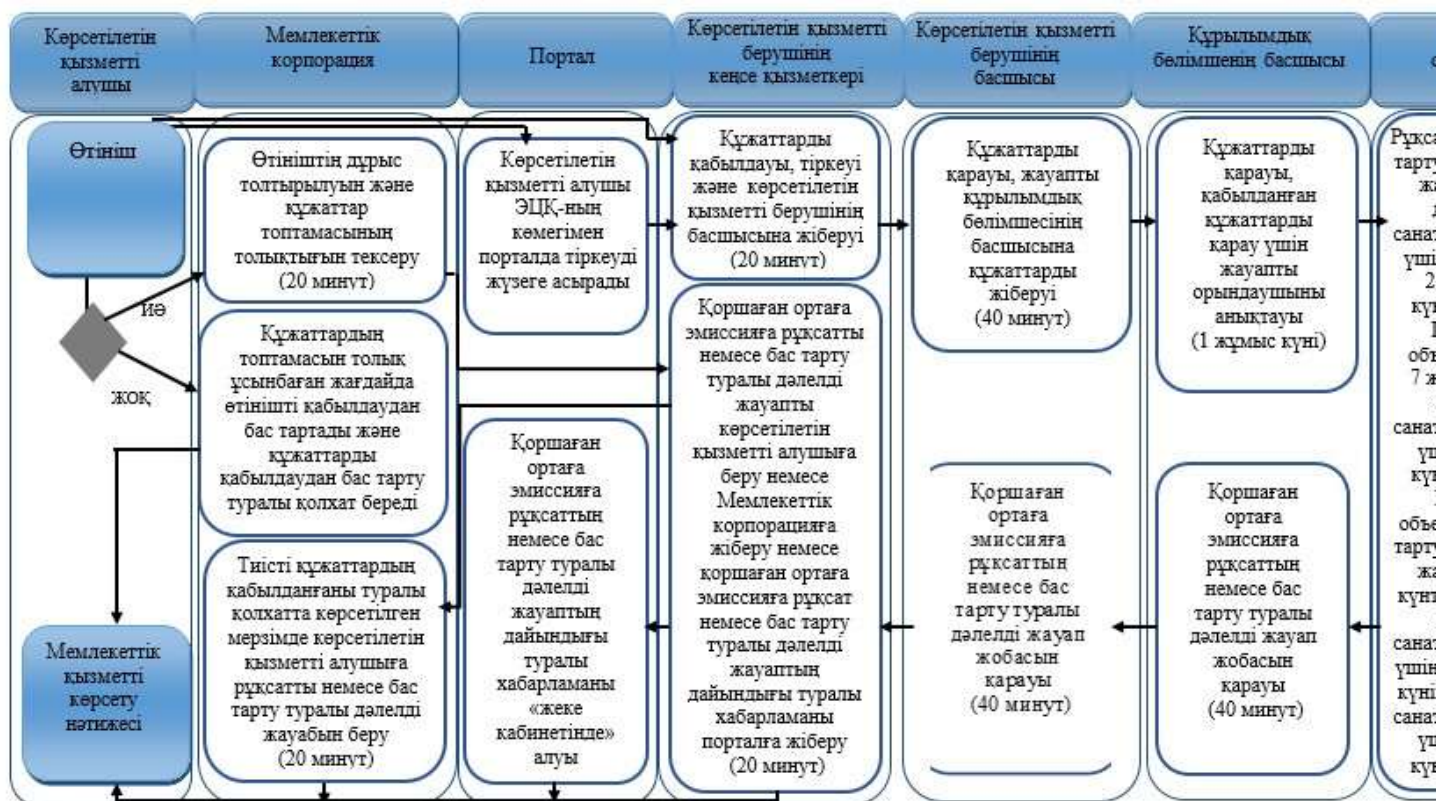 Көрсетілетін
қызметті
алушы
Мемлекеттік
корпорация
Портал
Көрсетілетін қызметті
берушінің
кеңсе қызметкері
Көрсетілетін қызметті
берушінің
басшысы
Құрылымдық
бөлімшенің басшысы
Өтініш
иә
жоқ
Мемлекеттік
қызметті
көрсету
нәтижесі
Өтініштің дұрыс
толтырылуын және
құжаттар
топтамасының
толықтығын тексеру
(20 минут)
Құжаттардың
топтамасын толық
ұсынбаған жағдайда
өтінішті қабылдаудан
бас тартады және
құжаттарды
қабылдаудан бас тарту
туралы қолхат береді
Тиісті құжаттардың
қабылданғаны туралы
қолхатта көрсетілген
мерзімде көрсетілетін
қызметті алушыға
рұқсатты немесе бас
тарту туралы дәлелді
жауабын беру
(20 минут)
Көрсетілетін
қызметті алушы
ЭЦҚ-ның
көмегімен
порталда тіркеуді
жүзеге асырады
Қоршаған
ортаға
эмиссияға
рұқсаттың
немесе бас
тарту туралы
дәлелді
жауаптың
дайындығы
туралы
хабарламаны
«жеке
кабинетінде»
алуы
Құжаттарды
қабылдауы, тіркеуі
және көрсетілетін
қызметті берушінің
басшысына жіберуі
(20 минут)
Қоршаған ортаға
эмиссияға рұқсатты
немесе бас тарту
туралы дәлелді
жауапты
көрсетілетін
қызметті алушыға
беру немесе
Мемлекеттік
корпорацияға
жіберу немесе
қоршаған ортаға
эмиссияға рұқсат
немесе бас тарту
туралы дәлелді
жауаптың
дайындығы туралы
хабарламаны
порталға жіберу
(20 минут)
Құжаттарды
қарауы, жауапты
құрылымдық
бөлімшесінің
басшысына
құжаттарды
жіберуі
(40 минут)
Қоршаған
ортаға
эмиссияға
рұқсаттың
немесе бас
тарту туралы
дәлелді жауап
жобасын
қарауы
(40 минут)
Құжаттарды
қарауы,
қабылданған
құжаттарды
қарау үшін
жауапты
орындаушыны
анықтауы
(1 жұмыс күні)
Қоршаған
ортаға
эмиссияға
рұқсаттың
немесе бас
тарту туралы
дәлелді жауап
жобасын
қарауы
(40 минут)
тарту
7 ж
тарту